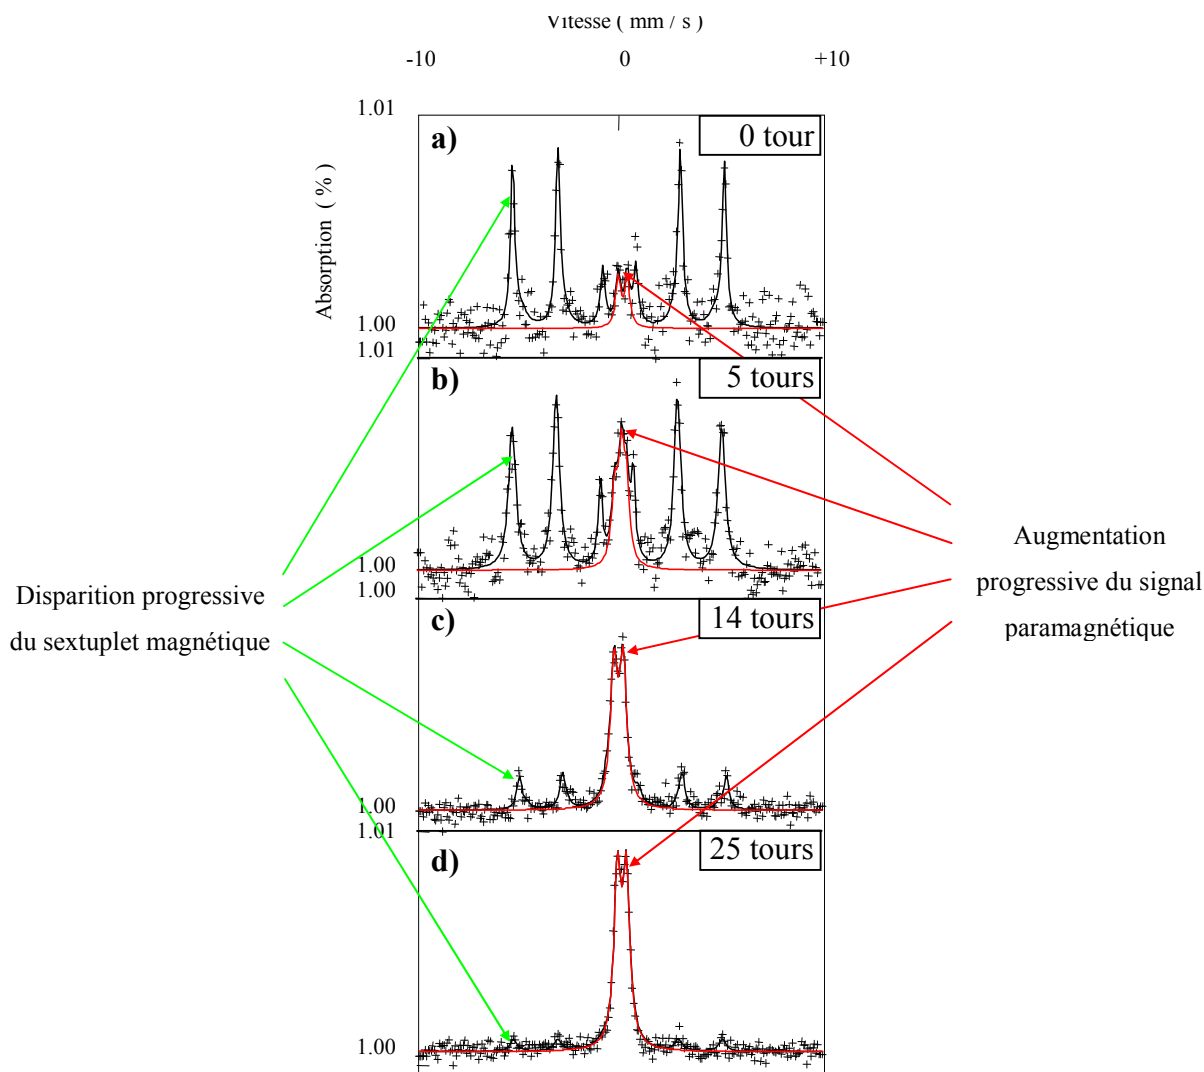 Vitesse ( mm / s )
-10 0 +10
Absorption ( % )
1.01
a) 0 tour
1.00
1.01
b) 5 tours
1.00
1.00
c) 14 tours
1.00
1.01
d) 25 tours
1.00
Disparition progressive
du sextuplet magnétique
Augmentation
progressive du signal
paramagnétique